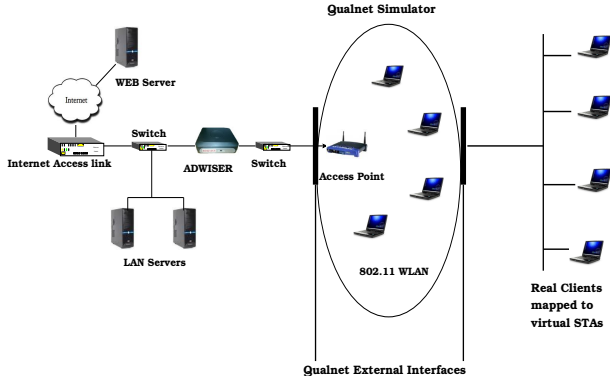 Qualnet Simulator
WEB Server
Internet
Switch
Internet Access link
ADWISER
Switch
Access Point
LAN Servers
802.11 WLAN
Real Clients
mapped to
virtual STAs
Qualnet External Interfaces